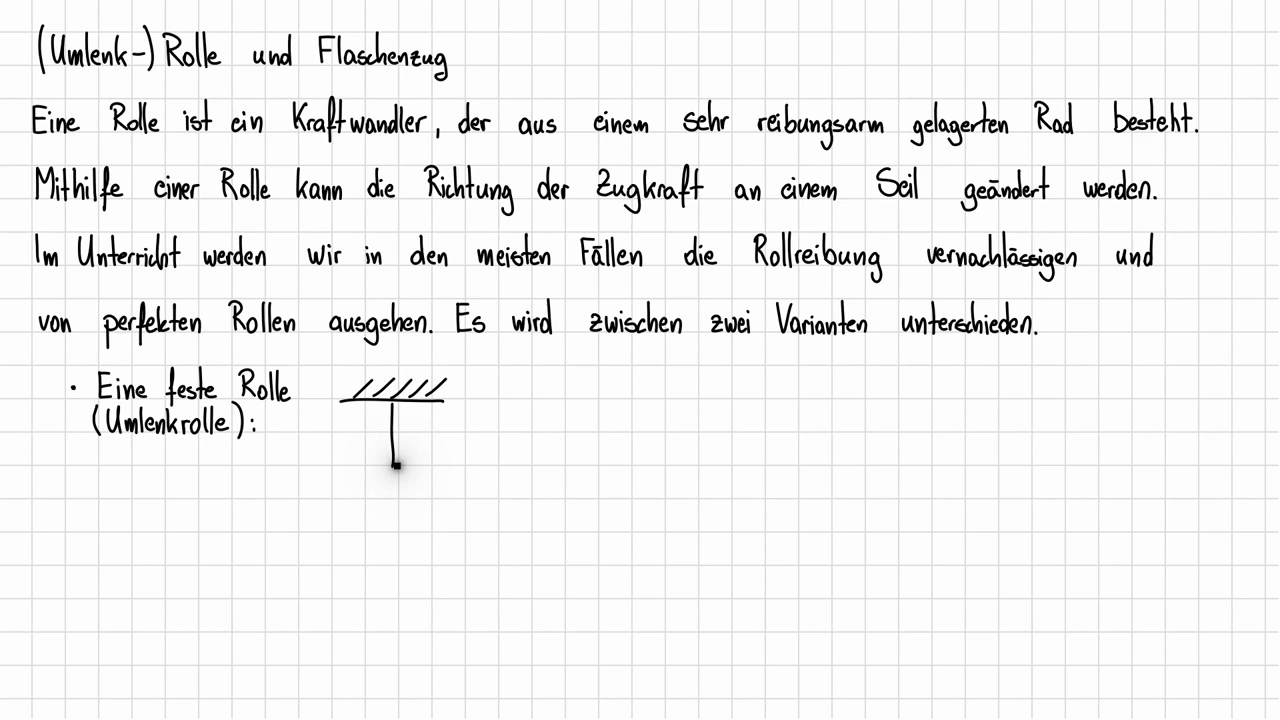 (Umlenk-) Rolle und Flaschenzug
Eine Rolle ist ein Kraftwandler, der aus einem sehr reibungsarm gelagerten Rad besteht.
Mithilfe einer Rolle kann die Richtung der Zugkraft an einem Seil geändert werden.
Im Unterricht werden wir in den meisten Fällen die Rollreibung vernachlässigen und
von perfekten Rollen ausgehen. Es wird zwischen zwei Varianten unterschieden.
• Eine feste Rolle
(Umlenkrolle):